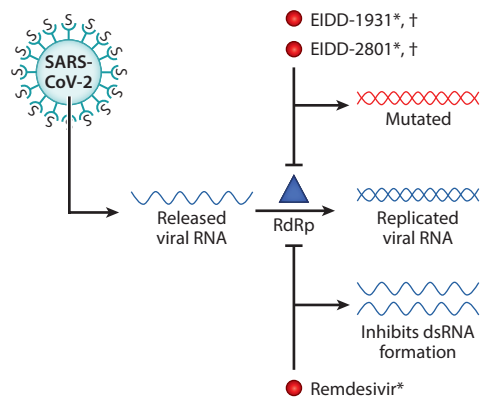 EIDD-1931*, †
EIDD-2801*, †
S S S S S S S S S S S S
SARS-
CoV-2
Mutated
Released
viral RNA
RdRp
Replicated
viral RNA
Inhibits dsRNA
formation
Remdesivir*